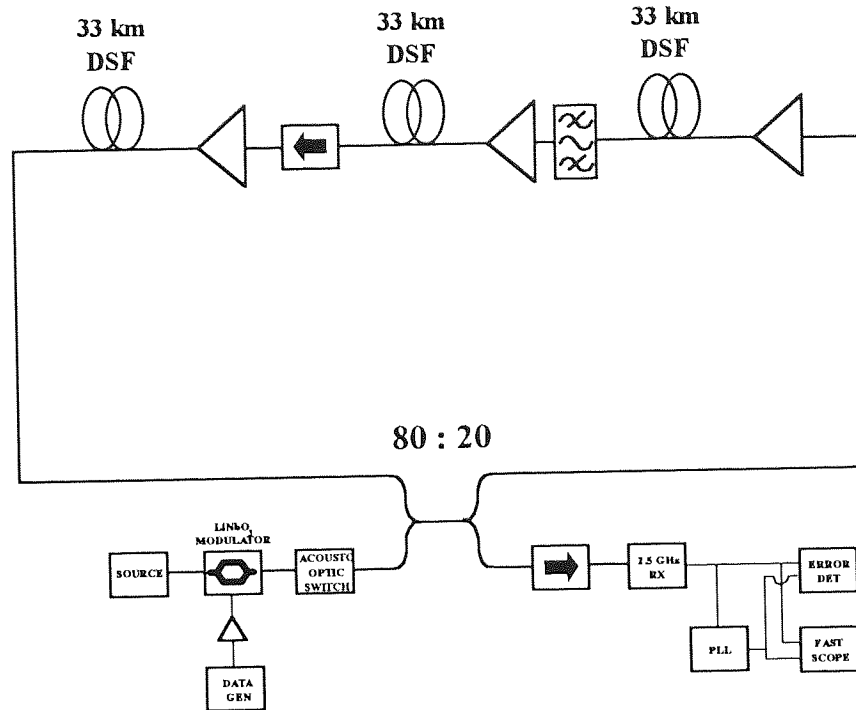 33 km
DSF
33 km
DSF
33 km
DSF
80 : 20
LiNbO3
MODULATOR
SOURCE
ACOUSTO
OPTIC
SWITCH
2.5 GHz
RX
ERROR
DET
PLL
FAST
SCOPE
DATA
GEN